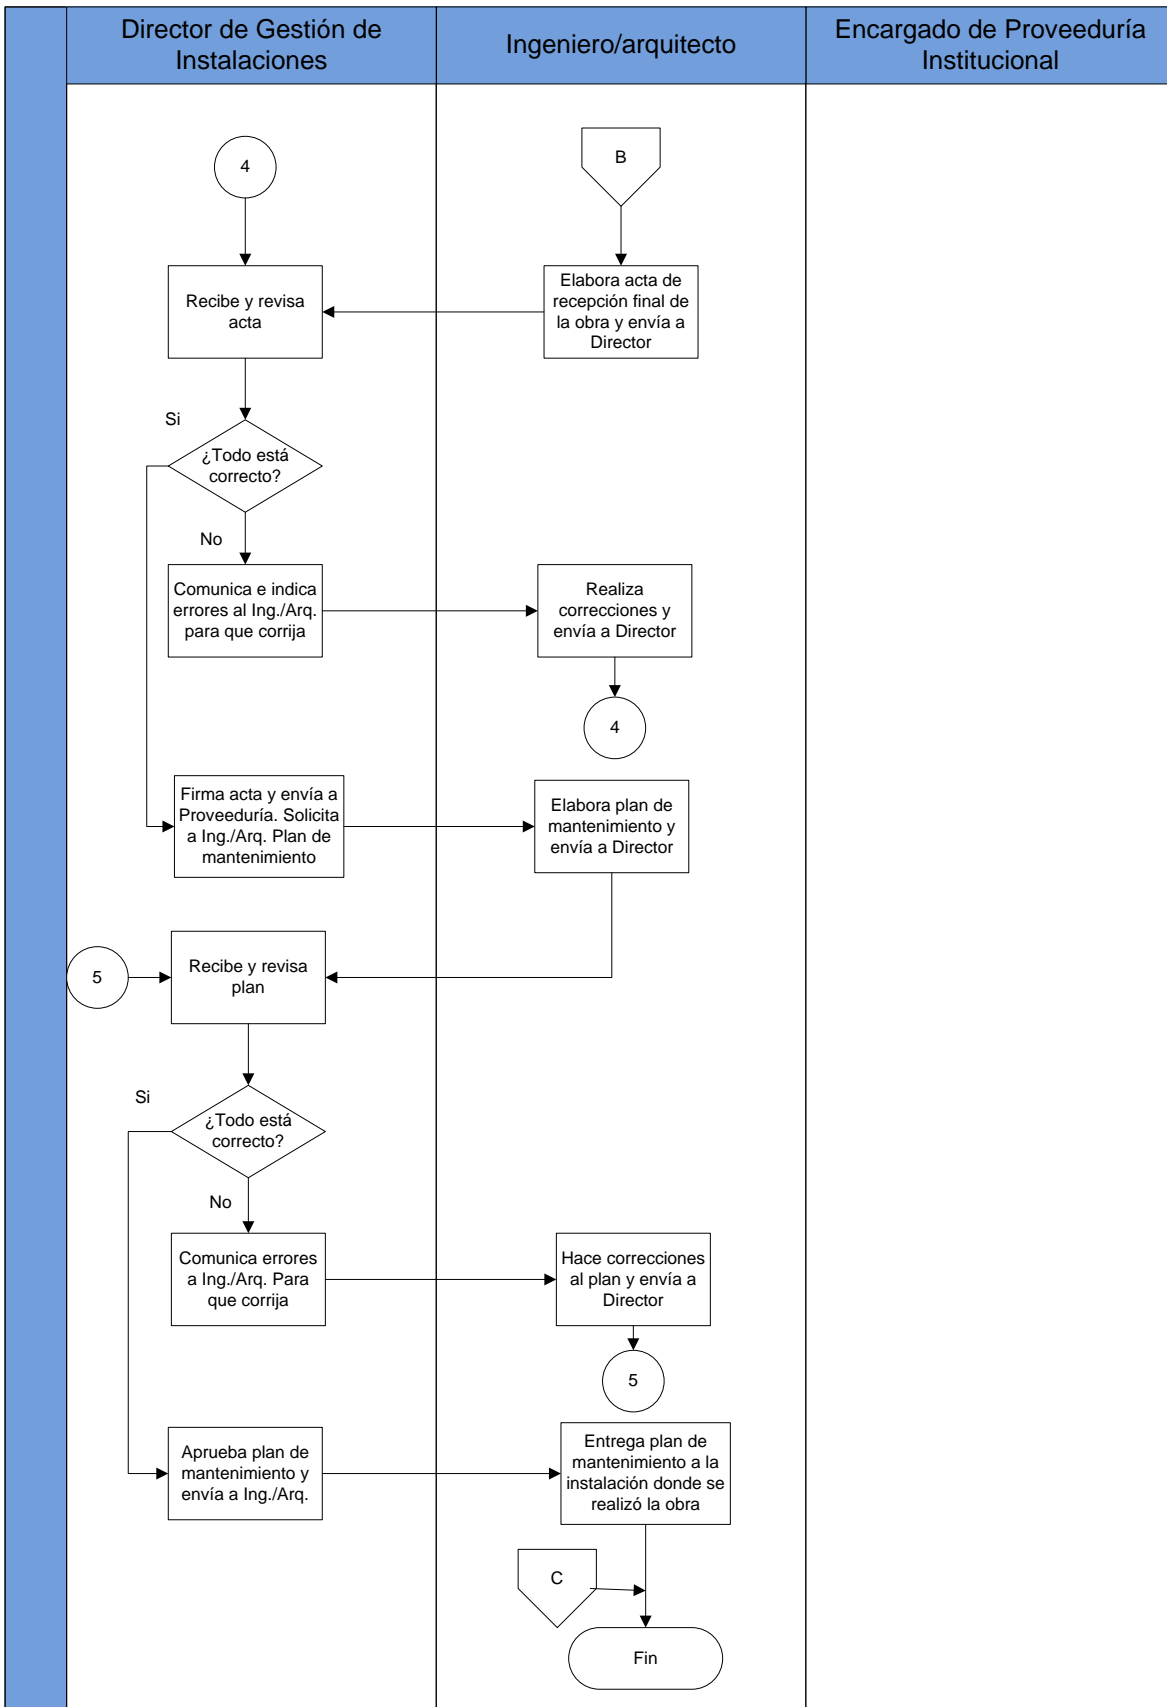 Director de Gestión de
Instalaciones
Ingeniero/arquitecto
Encargado de Proveeduría
Institucional
4
B
Recibe y revisa
acta
Elabora acta de
recepción final de
la obra y envía a
Director
Si
¿Todo está
correcto?
No
Comunica e indica
errores al Ing./Arq.
para que corrija
Realiza
correcciones y
envía a Director
4
Firma acta y envía a
Proveeduría. Solicita
a Ing./Arq. Plan de
mantenimiento
Elabora plan de
mantenimiento y
envía a Director
5
Recibe y revisa
plan
Si
¿Todo está
correcto?
No
Comunica errores
a Ing./Arq. Para
que corrija
Hace correcciones
al plan y envía a
Director
5
Aprueba plan de
mantenimiento y
envía a Ing./Arq.
Entrega plan de
mantenimiento a la
instalación donde se
realizó la obra
C
Fin